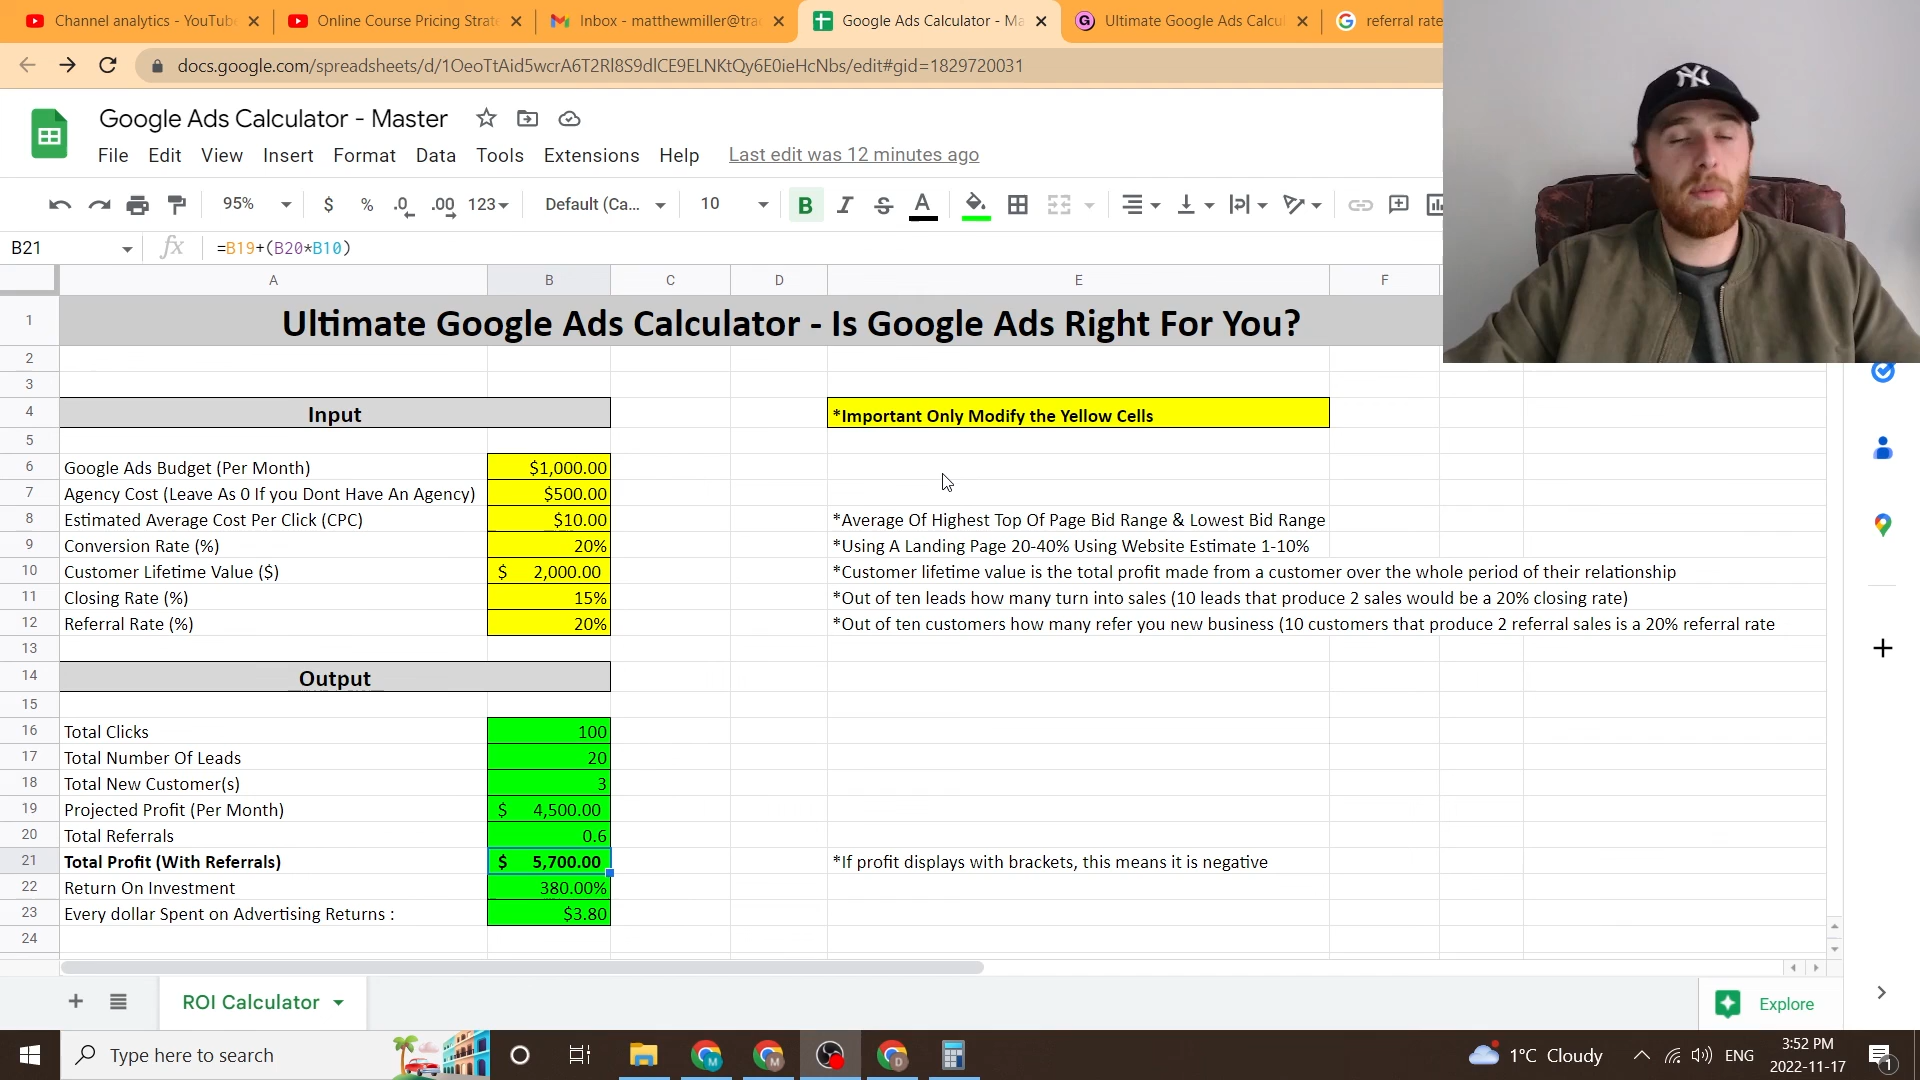 Channel analytics - YouTube
Online Course Pricing Strate
Inbox - matthewmiller@tra
Google Ads Calculator - Ma
Ultimate Google Ads Calcul
referral rate
docs.google.com/spreadsheets/d/1OeoTtAid5wcrA6T2Rl8S9dlCE9ELNKtQy6E0ieHcNbs/edit#gid=1829720031
Google Ads Calculator - Master
File Edit View Insert Format Data Tools Extensions Help Last edit was 12 minutes ago
95% $ % .0 .00 123 Default (Ca... 10 B I S A
B21 fx =B19+(B20*B10)
A B C D E F
1 Ultimate Google Ads Calculator - Is Google Ads Right For You?
2
3
4 Input *Important Only Modify the Yellow Cells
5
6 Google Ads Budget (Per Month) $1,000.00
7 Agency Cost (Leave As 0 If you Dont Have An Agency) $500.00
8 Estimated Average Cost Per Click (CPC) $10.00 *Average Of Highest Top Of Page Bid Range & Lowest Bid Range
9 Conversion Rate (%) 20% *Using A Landing Page 20-40% Using Website Estimate 1-10%
10 Customer Lifetime Value ($) $ 2,000.00 *Customer lifetime value is the total profit made from a customer over the whole period of their relationship
11 Closing Rate (%) 15% *Out of ten leads how many turn into sales (10 leads that produce 2 sales would be a 20% closing rate)
12 Referral Rate (%) 20% *Out of ten customers how many refer you new business (10 customers that produce 2 referral sales is a 20% referral rate
13
14 Output
15
16 Total Clicks 100
17 Total Number Of Leads 20
18 Total New Customer(s) 3
19 Projected Profit (Per Month) $ 4,500.00
20 Total Referrals 0.6
21 Total Profit (With Referrals) $ 5,700.00 *If profit displays with brackets, this means it is negative
22 Return On Investment 380.00%
23 Every dollar Spent on Advertising Returns : $3.80
24
ROI Calculator
Explore
Type here to search
1°C Cloudy
ENG
3:52 PM
2022-11-17
1